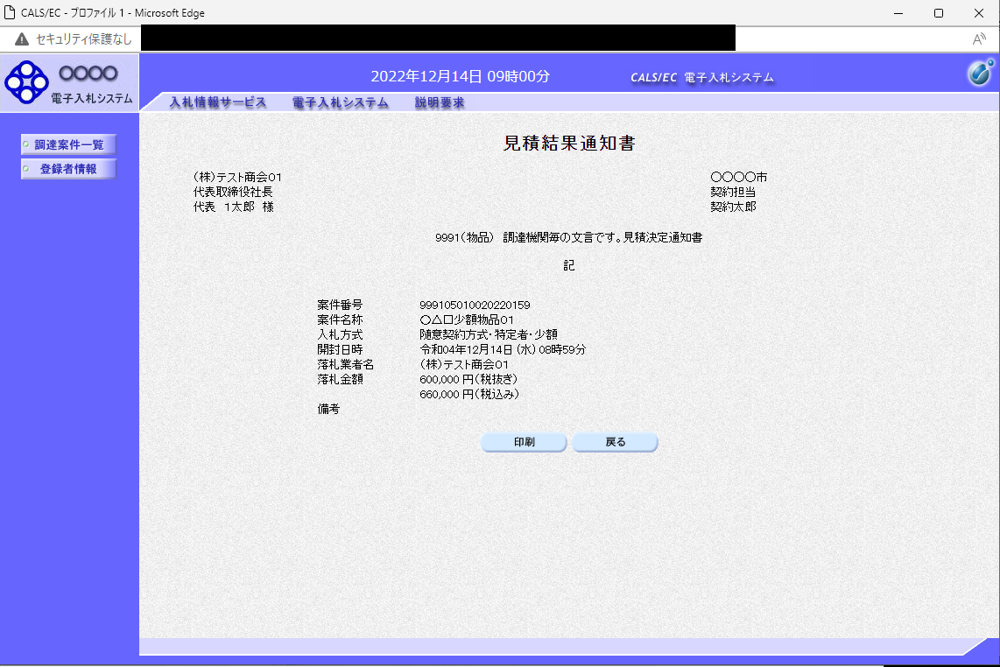 CALS/EC - プロファイル 1 - Microsoft Edge
セキュリティ保護なし
〇〇〇〇
電子入札システム
2022年12月14日 09時00分
CALS/EC 電子入札システム
入札情報サービス 電子入札システム 説明要求
調達案件一覧
登録者情報
見積結果通知書
(株)テスト商会01
代表取締役社長
代表 1太郎 様
〇〇〇〇市
契約担当
契約太郎
9991(物品) 調達機関毎の文言です。見積決定通知書
記
案件番号 999105010020220159
案件名称 〇△□少額物品01
入札方式 随意契約方式・特定者・少額
開封日時 令和04年12月14日 (水) 08時59分
落札業者名 (株)テスト商会01
落札金額 600,000 円(税抜き)
660,000 円(税込み)
備考
印刷 戻る